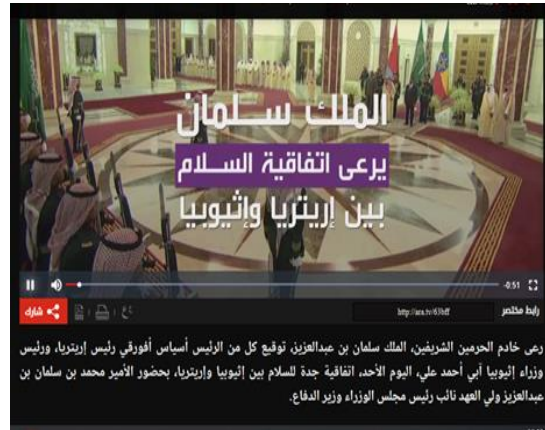 الملك سلمان
يرعى اتفاقية السلام
بين إريتريا وإثيوبيا
-0:51
شارك
http://ara.tv/63bff
رابط مختصر
رعى خادم الحرمين الشريفين، الملك سلمان بن عبدالعزيز، توقيع كل من الرئيس أسياس أفورقي رئيس إريتريا، ورئيس
وزراء إثيوبيا آبي أحمد علي، اليوم الأحد، اتفاقية جدة للسلام بين إثيوبيا وإريتريا، بحضور الأمير محمد بن سلمان بن
عبدالعزيز ولي العهد نائب رئيس مجلس الوزراء وزير الدفاع.